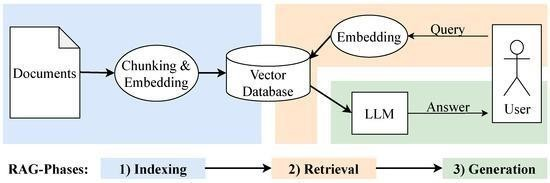 Documents
Chunking &
Embedding
Vector
Database
Embedding
Query
User
LLM
Answer
RAG-Phases: 1) Indexing 2) Retrieval 3) Generation